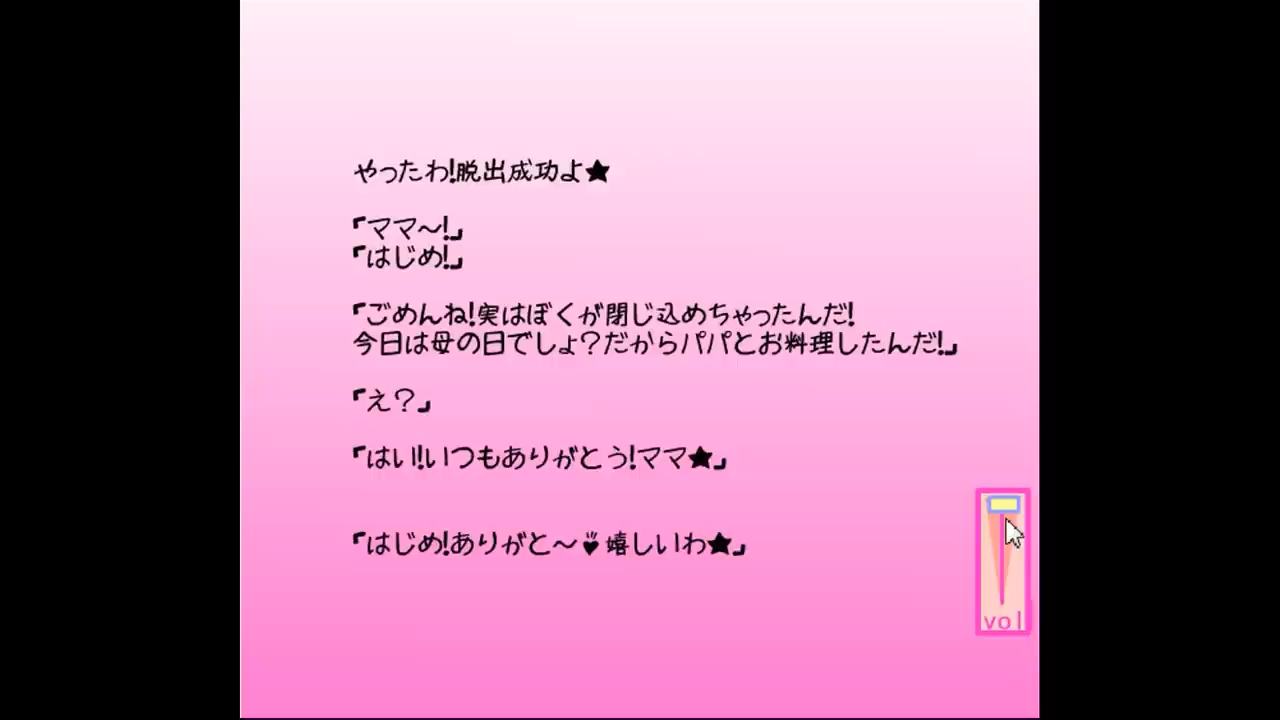 やったわ!脱出成功よ★
『ママ～!』
『はじめ!』
『ごめんね!実はぼくが閉じ込めちゃったんだ!
今日は母の日でしょ?だからパパとお料理したんだ!』
『え?』
『はい!いつもありがとう!ママ★』
『はじめ!ありがと～♥嬉しいわ★』
vol